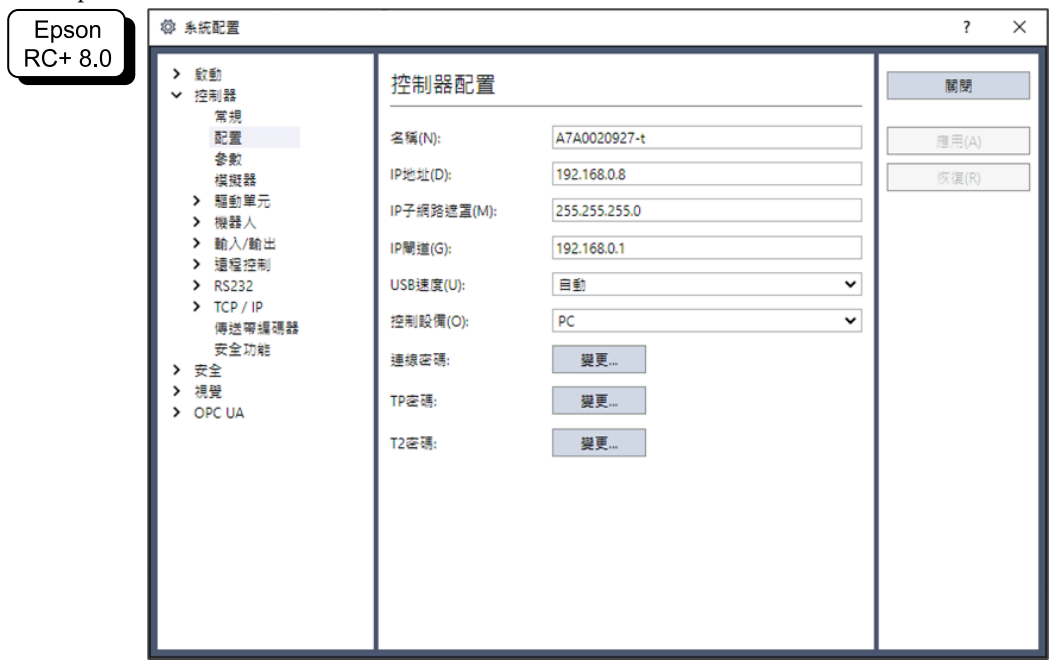 Epson
RC+ 8.0
系統配置
?
啟動
控制器
常規
配置
參數
模擬器
驅動單元
機器人
輸入/輸出
遠程控制
RS232
TCP / IP
傳送帶編碼器
安全功能
安全
視覺
OPC UA
控制器配置
名稱(N): A7A0020927-t
IP地址(D): 192.168.0.8
IP子網路遮罩(M): 255.255.255.0
IP閘道(G): 192.168.0.1
USB速度(U): 自動
控制設備(O): PC
連線密碼: 變更...
TP密碼: 變更...
T2密碼: 變更...
關閉
應用(A)
恢復(R)